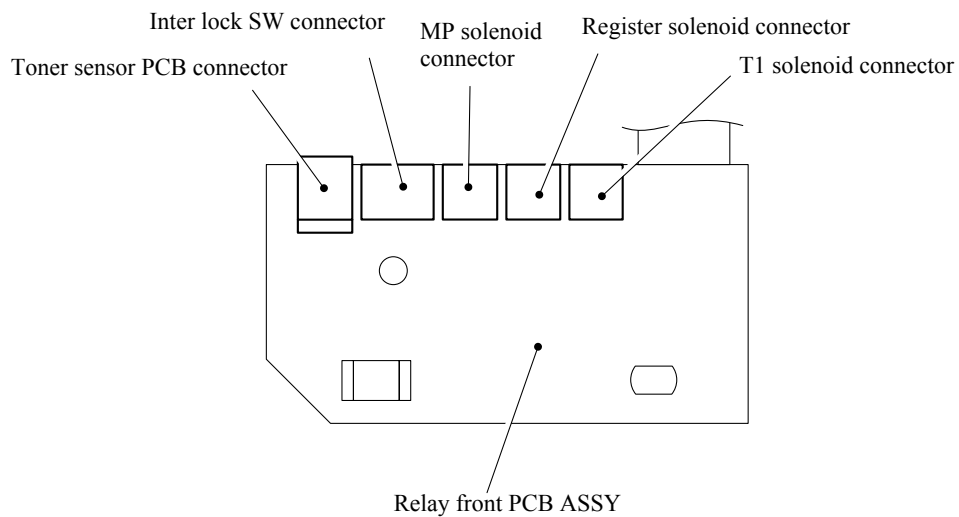 Inter lock SW connector
MP solenoid
connector
Register solenoid connector
Toner sensor PCB connector
T1 solenoid connector
Relay front PCB ASSY